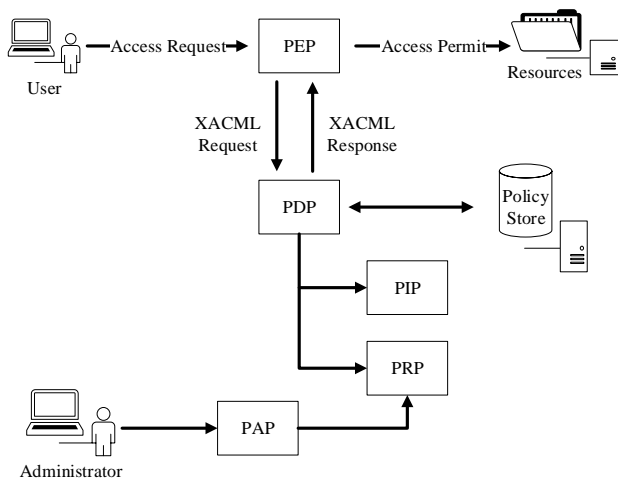 Access Request
PEP
Access Permit
User
Resources
XACML
Request
XACML
Response
PDP
Policy
Store
PIP
PRP
PAP
Administrator